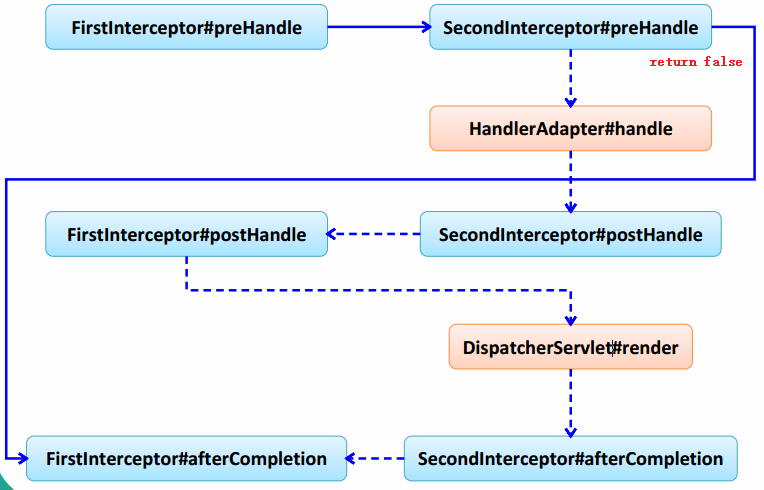 FirstInterceptor#preHandle
SecondInterceptor#preHandle
return false
HandlerAdapter#handle
FirstInterceptor#postHandle
SecondInterceptor#postHandle
DispatcherServlet#render
FirstInterceptor#afterCompletion
SecondInterceptor#afterCompletion